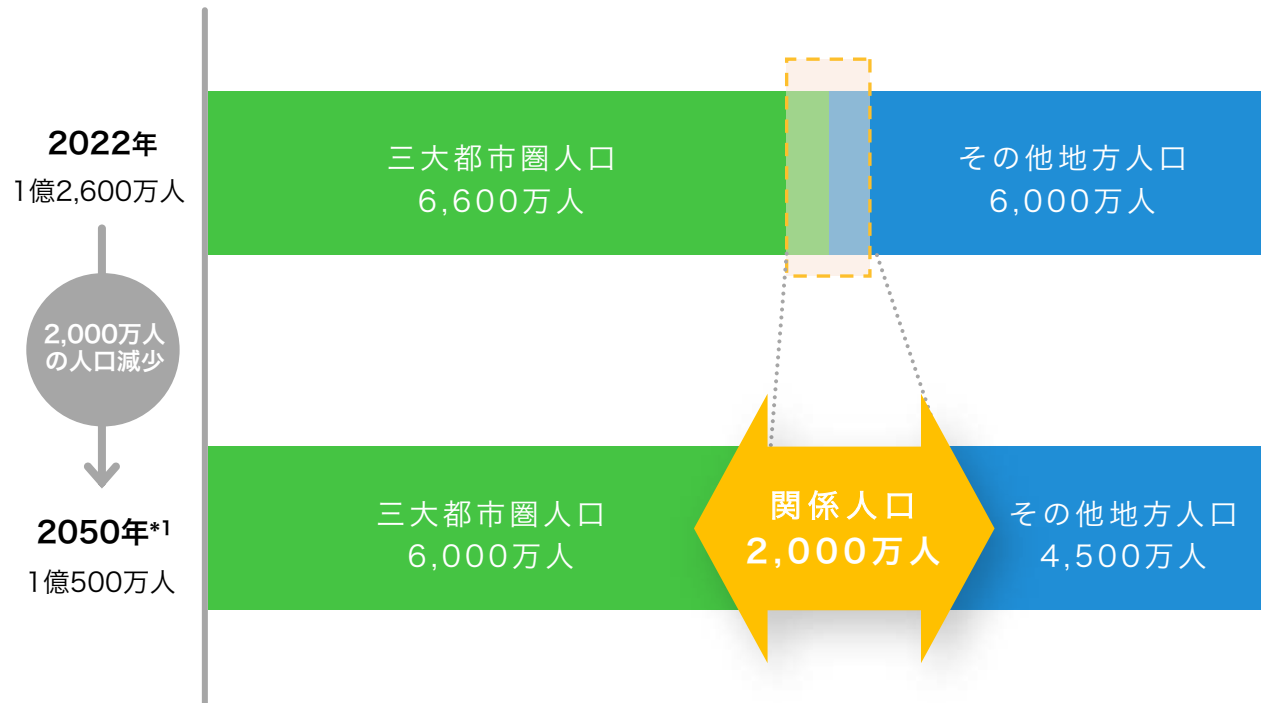 2022年
1億2,600万人
三大都市圏人口
6,600万人
その他地方人口
6,000万人
2,000万人
の人口減少
2050年*1
1億500万人
三大都市圏人口
6,000万人
関係人口
2,000万人
その他地方人口
4,500万人